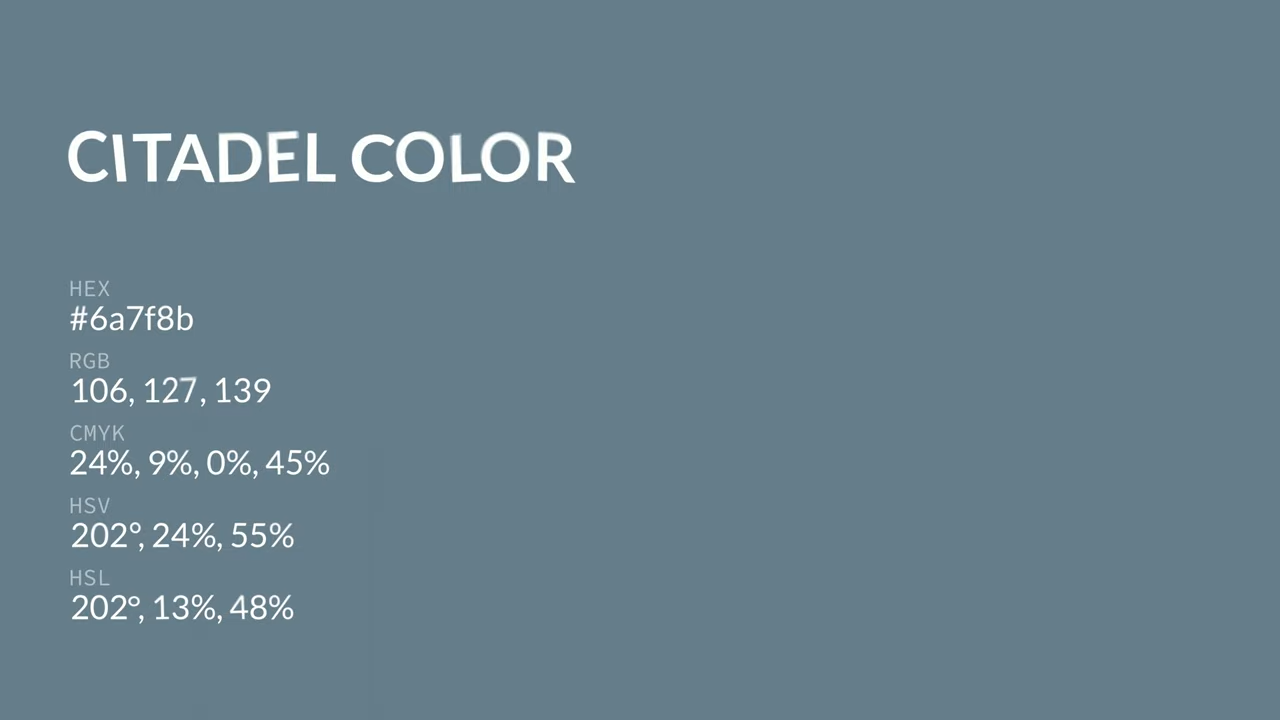 CITADEL COLOR
HEX
#6a7f8b
RGB
106, 127, 139
CMYK
24%, 9%, 0%, 45%
HSV
202°, 24%, 55%
HSL
202°, 13%, 48%